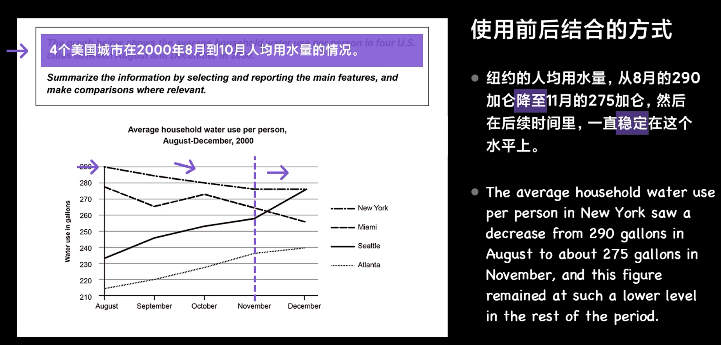 4个美国城市在2000年8月到10月人均用水量的情况。
Summarize the information by selecting and reporting the main features, and
make comparisons where relevant.
Average household water use per person,
August-December, 2000
Water use in gallons
290
280
270
260
250
240
230
220
210
August September October November December
New York
Miami
Seattle
Atlanta
使用前后结合的方式
纽约的人均用水量，从8月的290
加仑降至11月的275加仑，然后
在后续时间里，一直稳定在这个
水平上。
The average household water use
per person in New York saw a
decrease from 290 gallons in
August to about 275 gallons in
November, and this figure
remained at such a lower level
in the rest of the period.